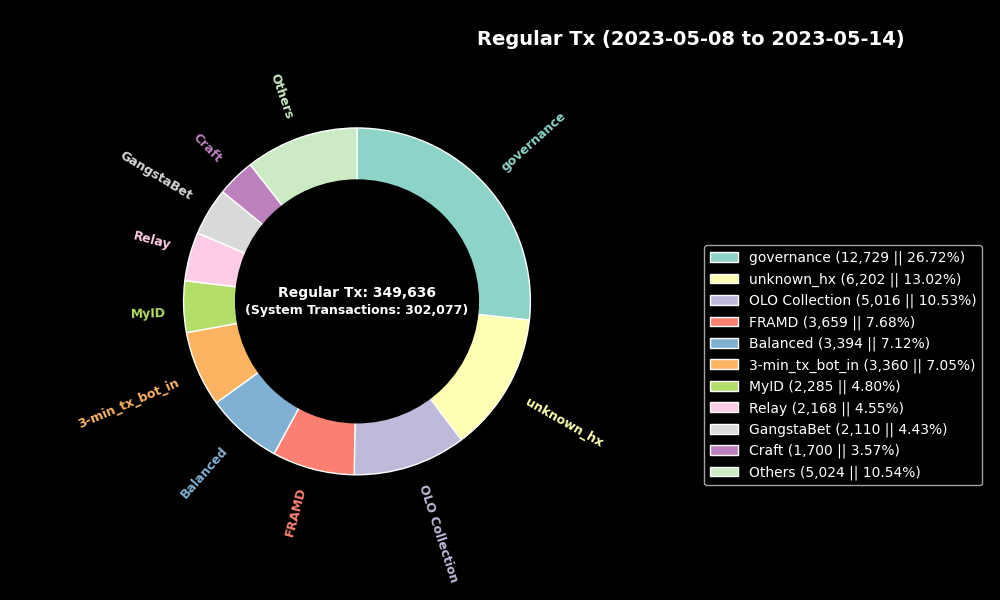 Regular Tx (2023-05-08 to 2023-05-14)
Others
governance
Craft
GangstaBet
Relay
MyID
3-min_tx_bot_in
Balanced
FRAMD
OLO Collection
unknown_hx
Regular Tx: 349,636
(System Transactions: 302,077)
governance (12,729 || 26.72%)
unknown_hx (6,202 || 13.02%)
OLO Collection (5,016 || 10.53%)
FRAMD (3,659 || 7.68%)
Balanced (3,394 || 7.12%)
3-min_tx_bot_in (3,360 || 7.05%)
MyID (2,285 || 4.80%)
Relay (2,168 || 4.55%)
GangstaBet (2,110 || 4.43%)
Craft (1,700 || 3.57%)
Others (5,024 || 10.54%)